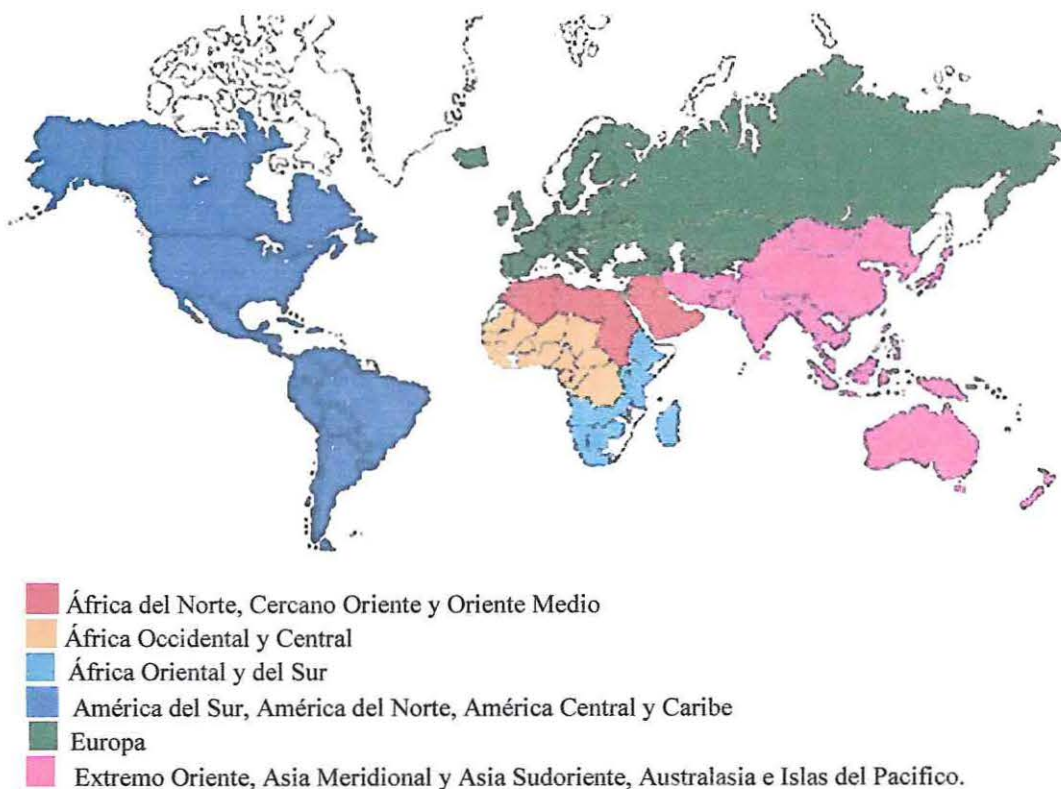 África del Norte, Cercano Oriente y Oriente Medio
África Occidental y Central
África Oriental y del Sur
América del Sur, América del Norte, América Central y Caribe
Europa
Extremo Oriente, Asia Meridional y Asia Sudoriente, Australasia e Islas del Pacifico.